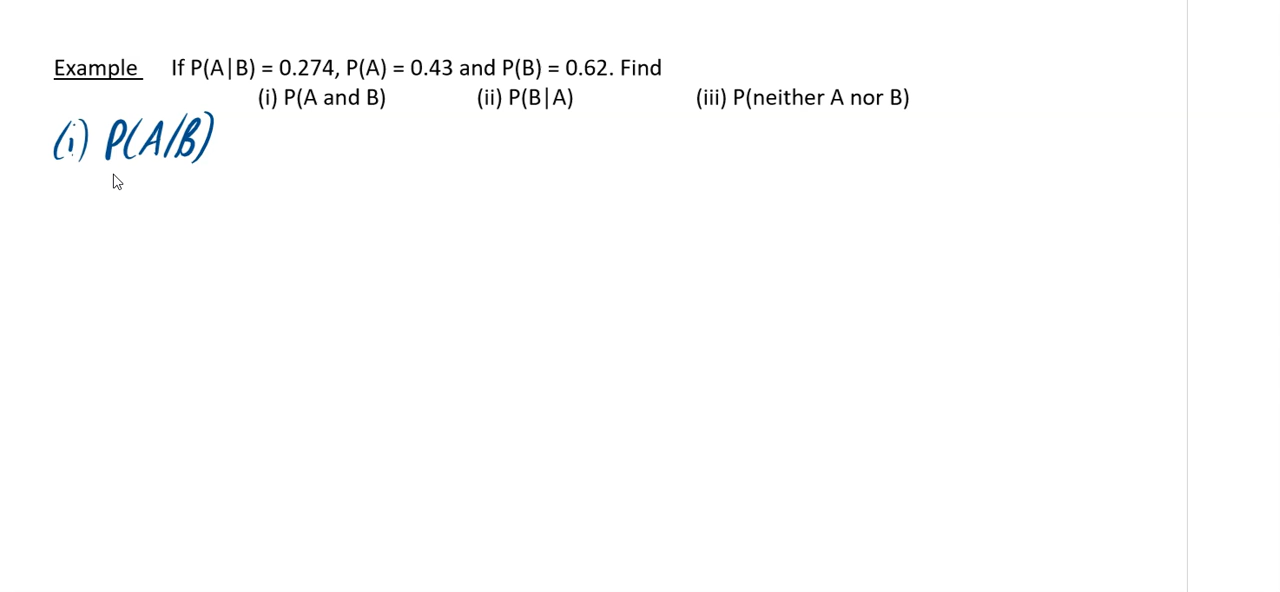 Example If P(A|B) = 0.274, P(A) = 0.43 and P(B) = 0.62. Find
(i) P(A and B) (ii) P(B|A) (iii) P(neither A nor B)
(i) P(A/B)